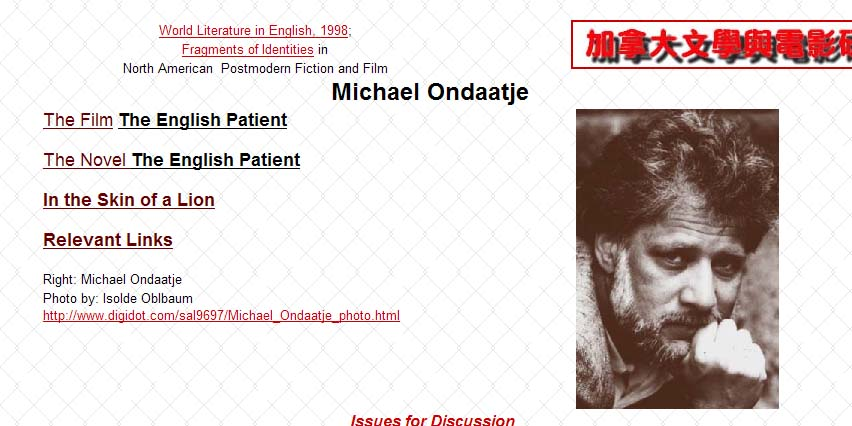 World Literature in English, 1998;
Fragments of Identities in
North American Postmodern Fiction and Film
加拿大文學與電影研
Michael Ondaatje
The Film The English Patient
The Novel The English Patient
In the Skin of a Lion
Relevant Links
Right: Michael Ondaatje
Photo by: Isolde Oblbaum
http://www.digidot.com/sal9697/Michael_Ondaatje_photo.html
Issues for Discussion